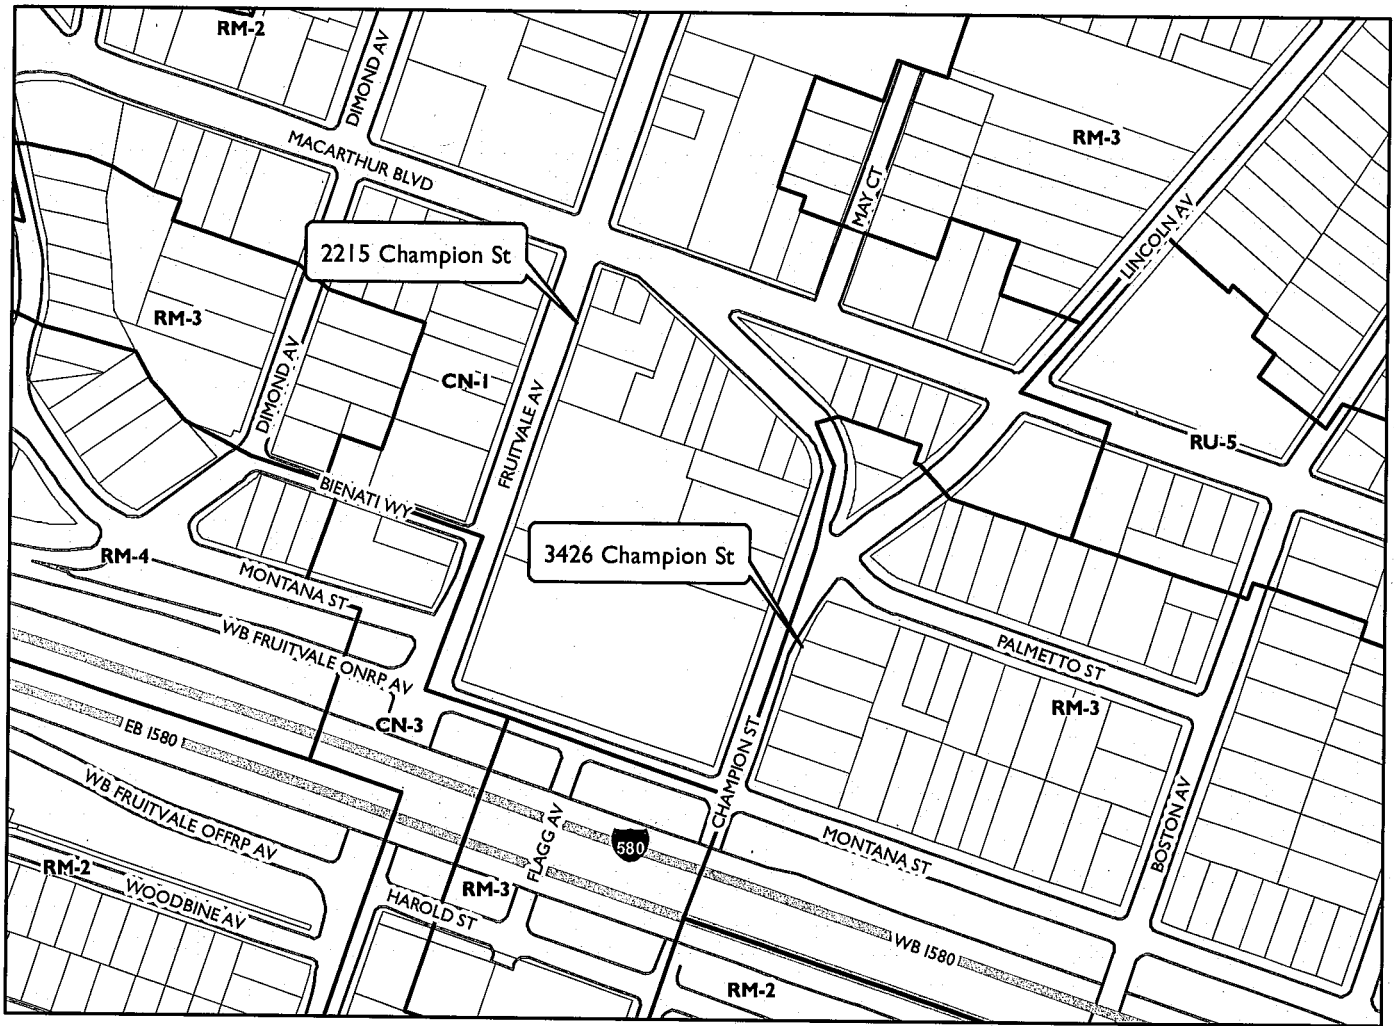 RM-2
DIMOND AV
MACARTHUR BLVD
RM-3
MAY CT
LINCOLN AV
2215 Champion St
RM-3
DIMOND AV
CN-1
FRUITVALE AV
RU-5
BIENATI WY
3426 Champion St
RM-4
MONTANA ST
WB FRUITVALE ONRP AV
PALMETTO ST
RM-3
CN-3
EB I580
CHAMPION ST
WB FRUITVALE OFFRP AV
FLAGG AV
580
MONTANA ST
BOSTON AV
RM-2
WOODBINE AV
RM-3
HAROLD ST
WB I580
RM-2